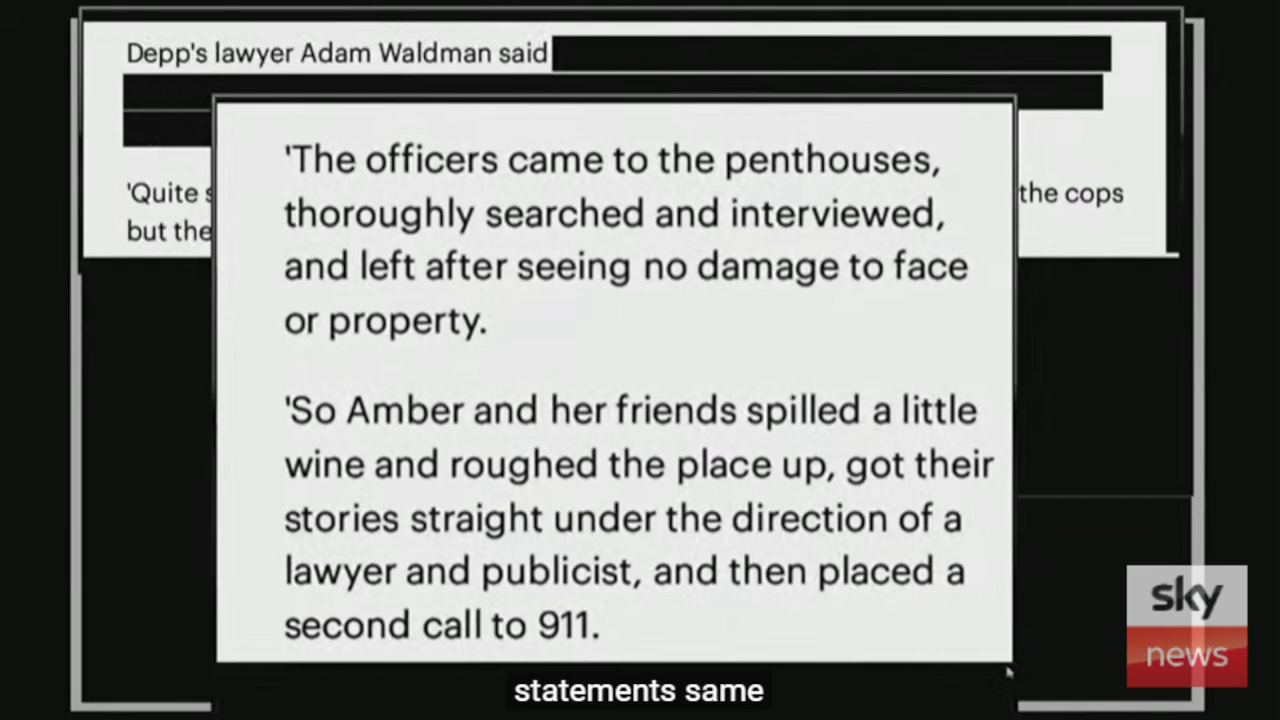 Depp's lawyer Adam Waldman said
'Quite
the cops
but the
'The officers came to the penthouses,
thoroughly searched and interviewed,
and left after seeing no damage to face
or property.
'So Amber and her friends spilled a little
wine and roughed the place up, got their
stories straight under the direction of a
lawyer and publicist, and then placed a
second call to 911.
sky
news
statements same